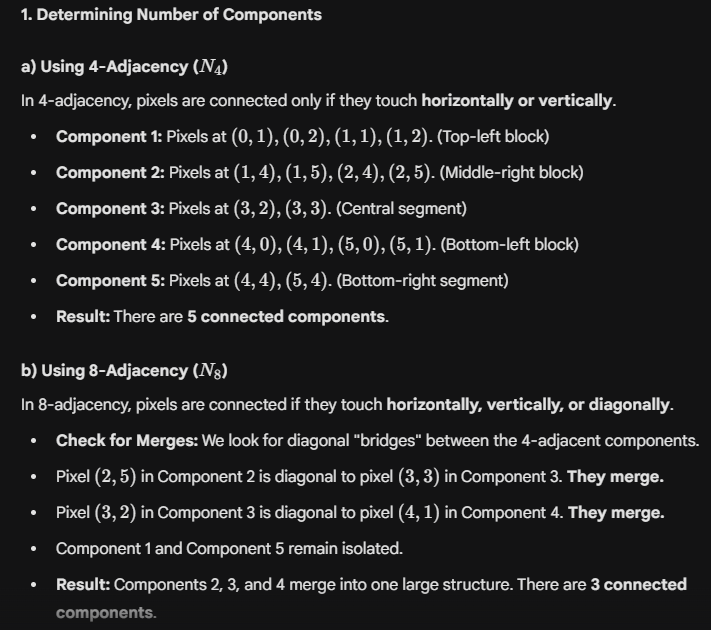 1. Determining Number of Components
a) Using 4-Adjacency (N₄)
In 4-adjacency, pixels are connected only if they touch horizontally or vertically.
• Component 1: Pixels at (0, 1), (0, 2), (1, 1), (1, 2). (Top-left block)
• Component 2: Pixels at (1, 4), (1, 5), (2, 4), (2, 5). (Middle-right block)
• Component 3: Pixels at (3, 2), (3, 3). (Central segment)
• Component 4: Pixels at (4, 0), (4, 1), (5, 0), (5, 1). (Bottom-left block)
• Component 5: Pixels at (4, 4), (5, 4). (Bottom-right segment)
• Result: There are 5 connected components.
b) Using 8-Adjacency (N₈)
In 8-adjacency, pixels are connected if they touch horizontally, vertically, or diagonally.
• Check for Merges: We look for diagonal "bridges" between the 4-adjacent components.
• Pixel (2, 5) in Component 2 is diagonal to pixel (3, 3) in Component 3. They merge.
• Pixel (3, 2) in Component 3 is diagonal to pixel (4, 1) in Component 4. They merge.
• Component 1 and Component 5 remain isolated.
• Result: Components 2, 3, and 4 merge into one large structure. There are 3 connected
components.